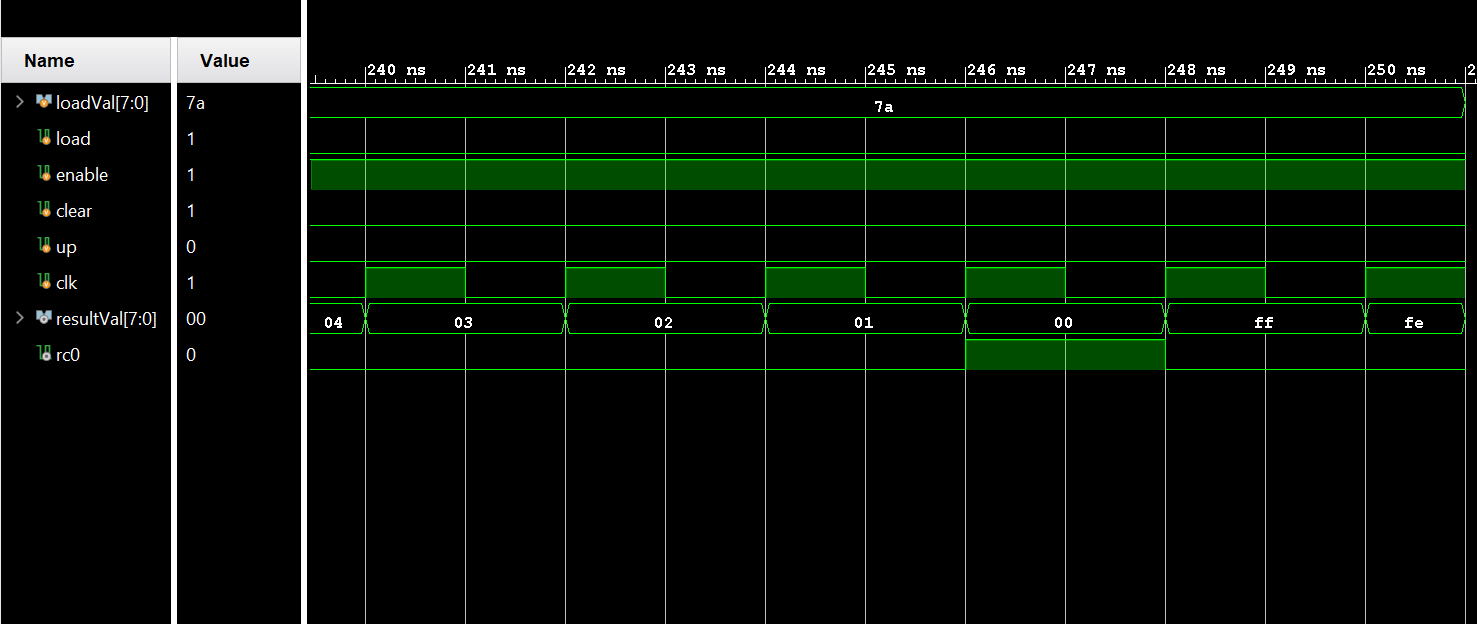 Name Value
240 ns 241 ns 242 ns 243 ns 244 ns 245 ns 246 ns 247 ns 248 ns 249 ns 250 ns 2
loadVal[7:0] 7a 7a
load 1
enable 1
clear 1
up 0
clk 1
resultVal[7:0] 00 04 03 02 01 00 ff fe
rc0 0